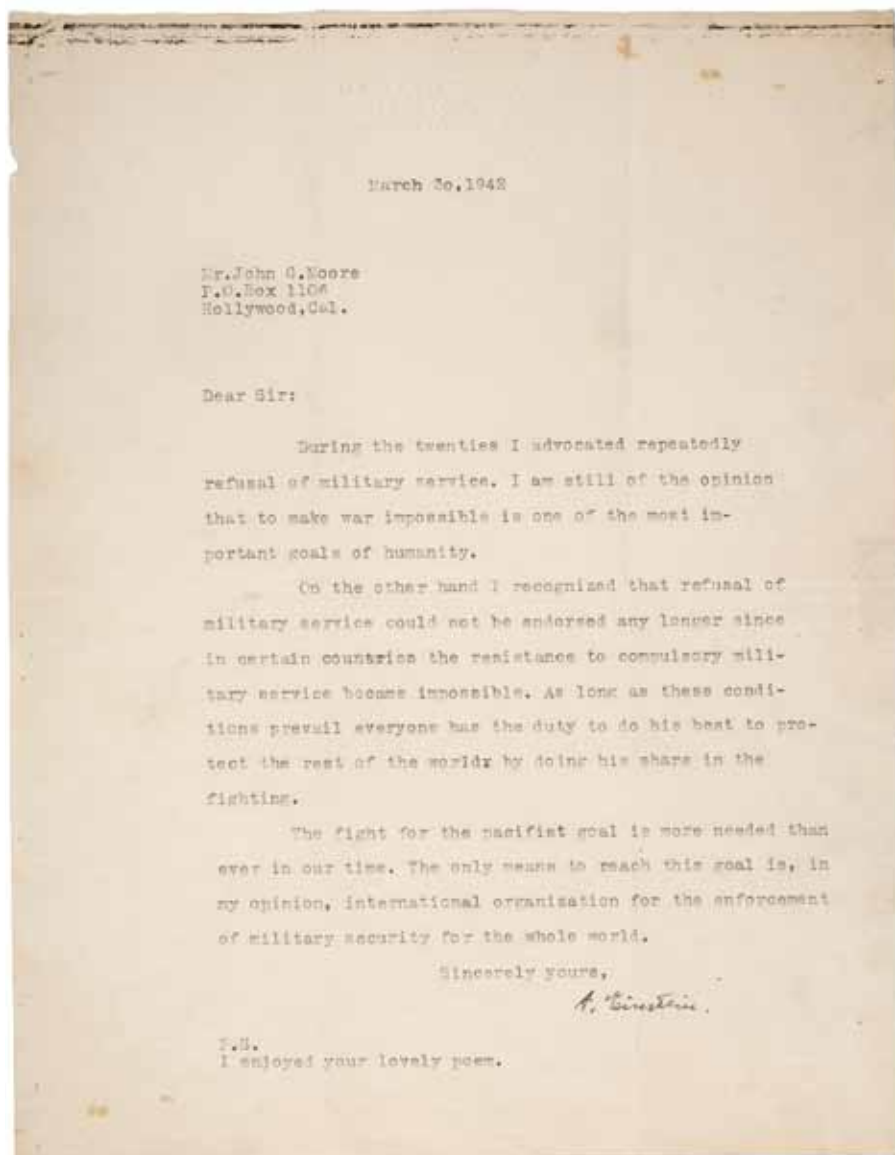 March 30,1942
Mr.John G.Moore
P.O.Box 1106
Hollywood,Cal.
Dear Sir:
During the twenties I advocated repeatedly
refusal of military service. I am still of the opinion
that to make war impossible is one of the most im-
portant goals of humanity.
On the other hand I recognized that refusal of
military service could not be endorsed any longer since
in certain countries the resistance to compulsory mili-
tary service became impossible. As long as these condi-
tions prevail everyone has the duty to do his best to pro-
tect the rest of the worldx by doing his share in the
fighting.
The fight for the pacifist goal is more needed than
ever in our time. The only means to reach this goal is, in
my opinion, international organization for the enforcement
of military security for the whole world.
Sincerely yours,
A. Einstein.
P.S.
I enjoyed your lovely poem.